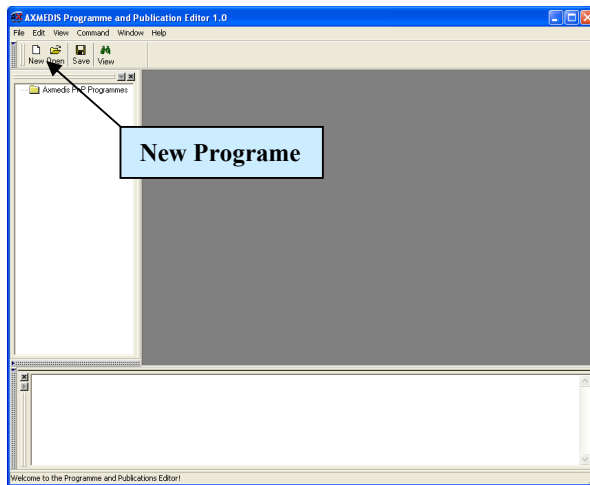 AXMEDIS Programme and Publication Editor 1.0
File Edit View Command Window Help
New Open Save View
Axmedis PnP Programmes
New Programe
Welcome to the Programme and Publications Editor!